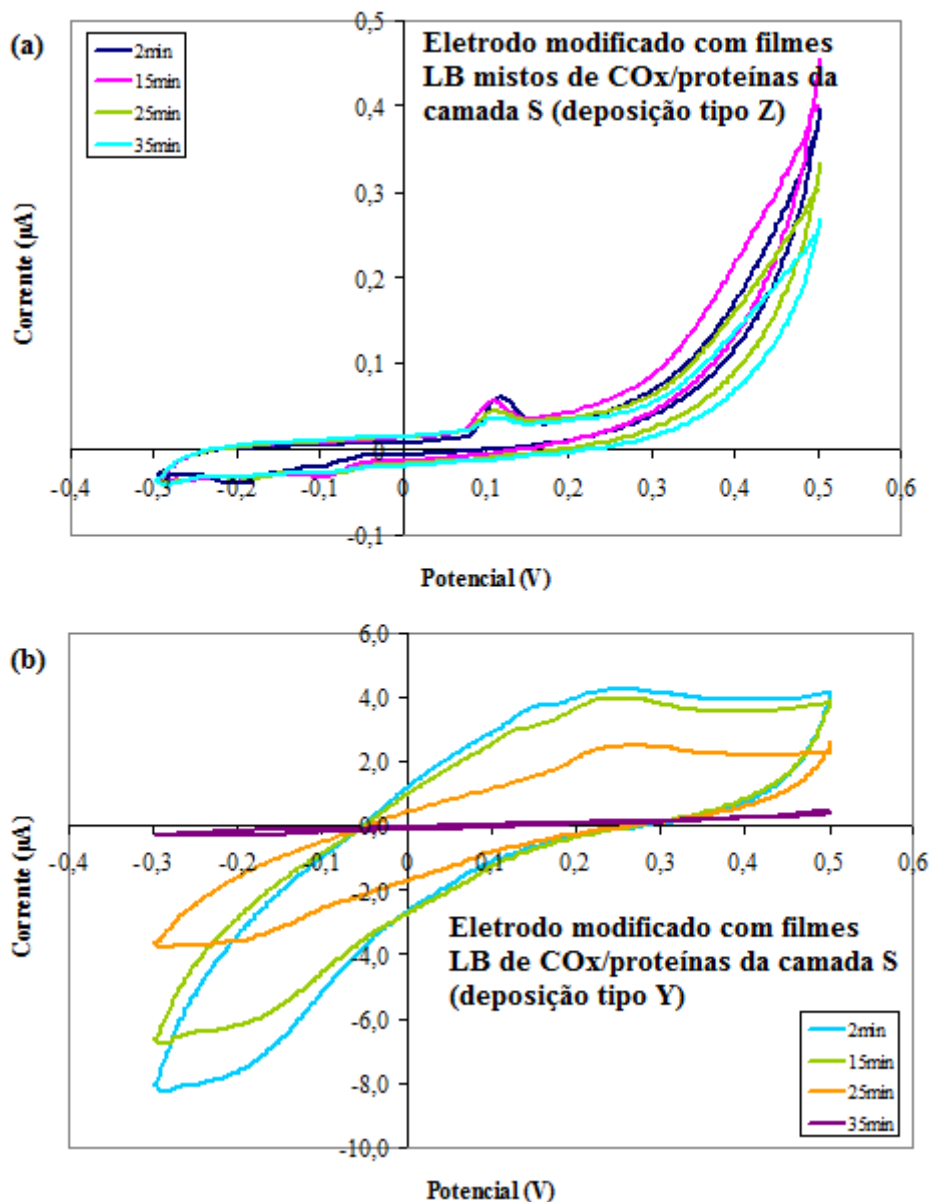 (a)
2min
15min
25min
35min
Eletrodo modificado com filmes
LB mistos de COx/proteínas da
camada S (deposição tipo Z)
Corrente (µA)
0,5
0,4
0,3
0,2
0,1
0
-0,1
-0,4
-0,3
-0,2
-0,1
0
0,1
0,2
0,3
0,4
0,5
0,6
Potencial (V)
(b)
Corrente (µA)
6,0
4,0
2,0
0,0
-2,0
-4,0
-6,0
-8,0
-10,0
-0,4
-0,3
-0,2
-0,1
0
0,1
0,2
0,3
0,4
0,5
0,6
Eletrodo modificado com filmes
LB de COx/proteínas da camada S
(deposição tipo Y)
2min
15min
25min
35min
Potencial (V)